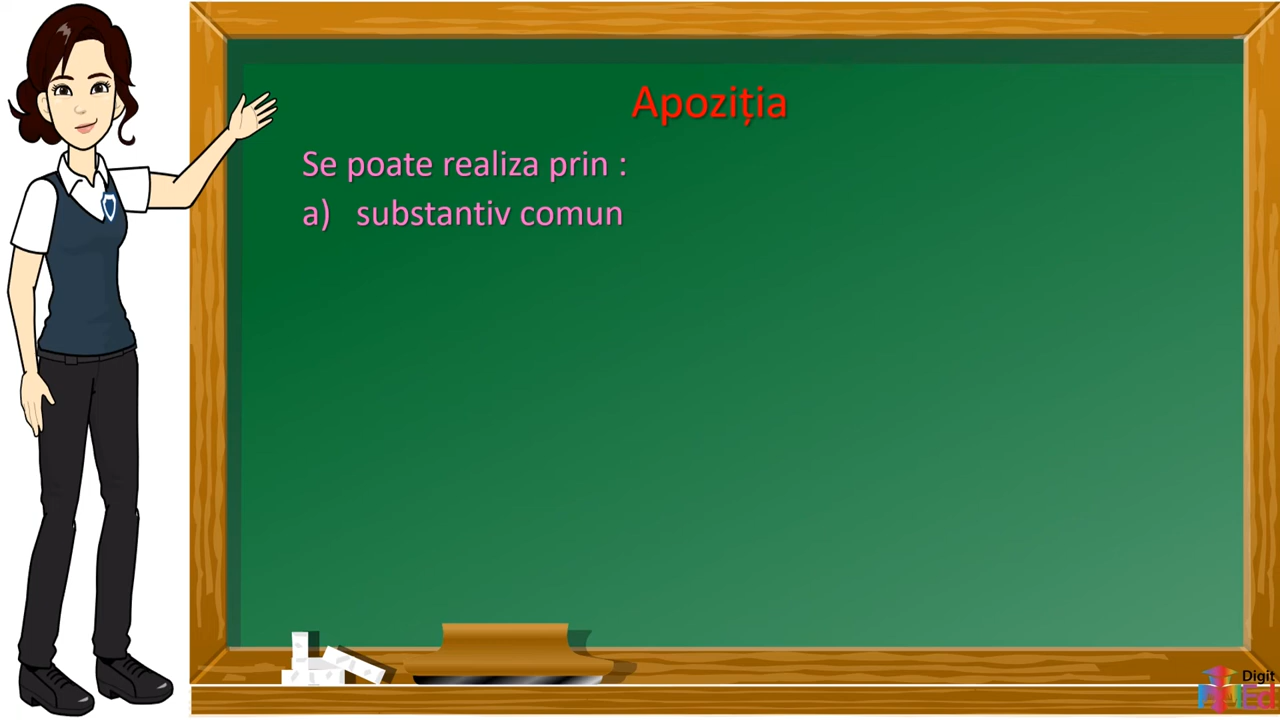 Apoziția
Se poate realiza prin :
a) substantiv comun
Digit
Ed